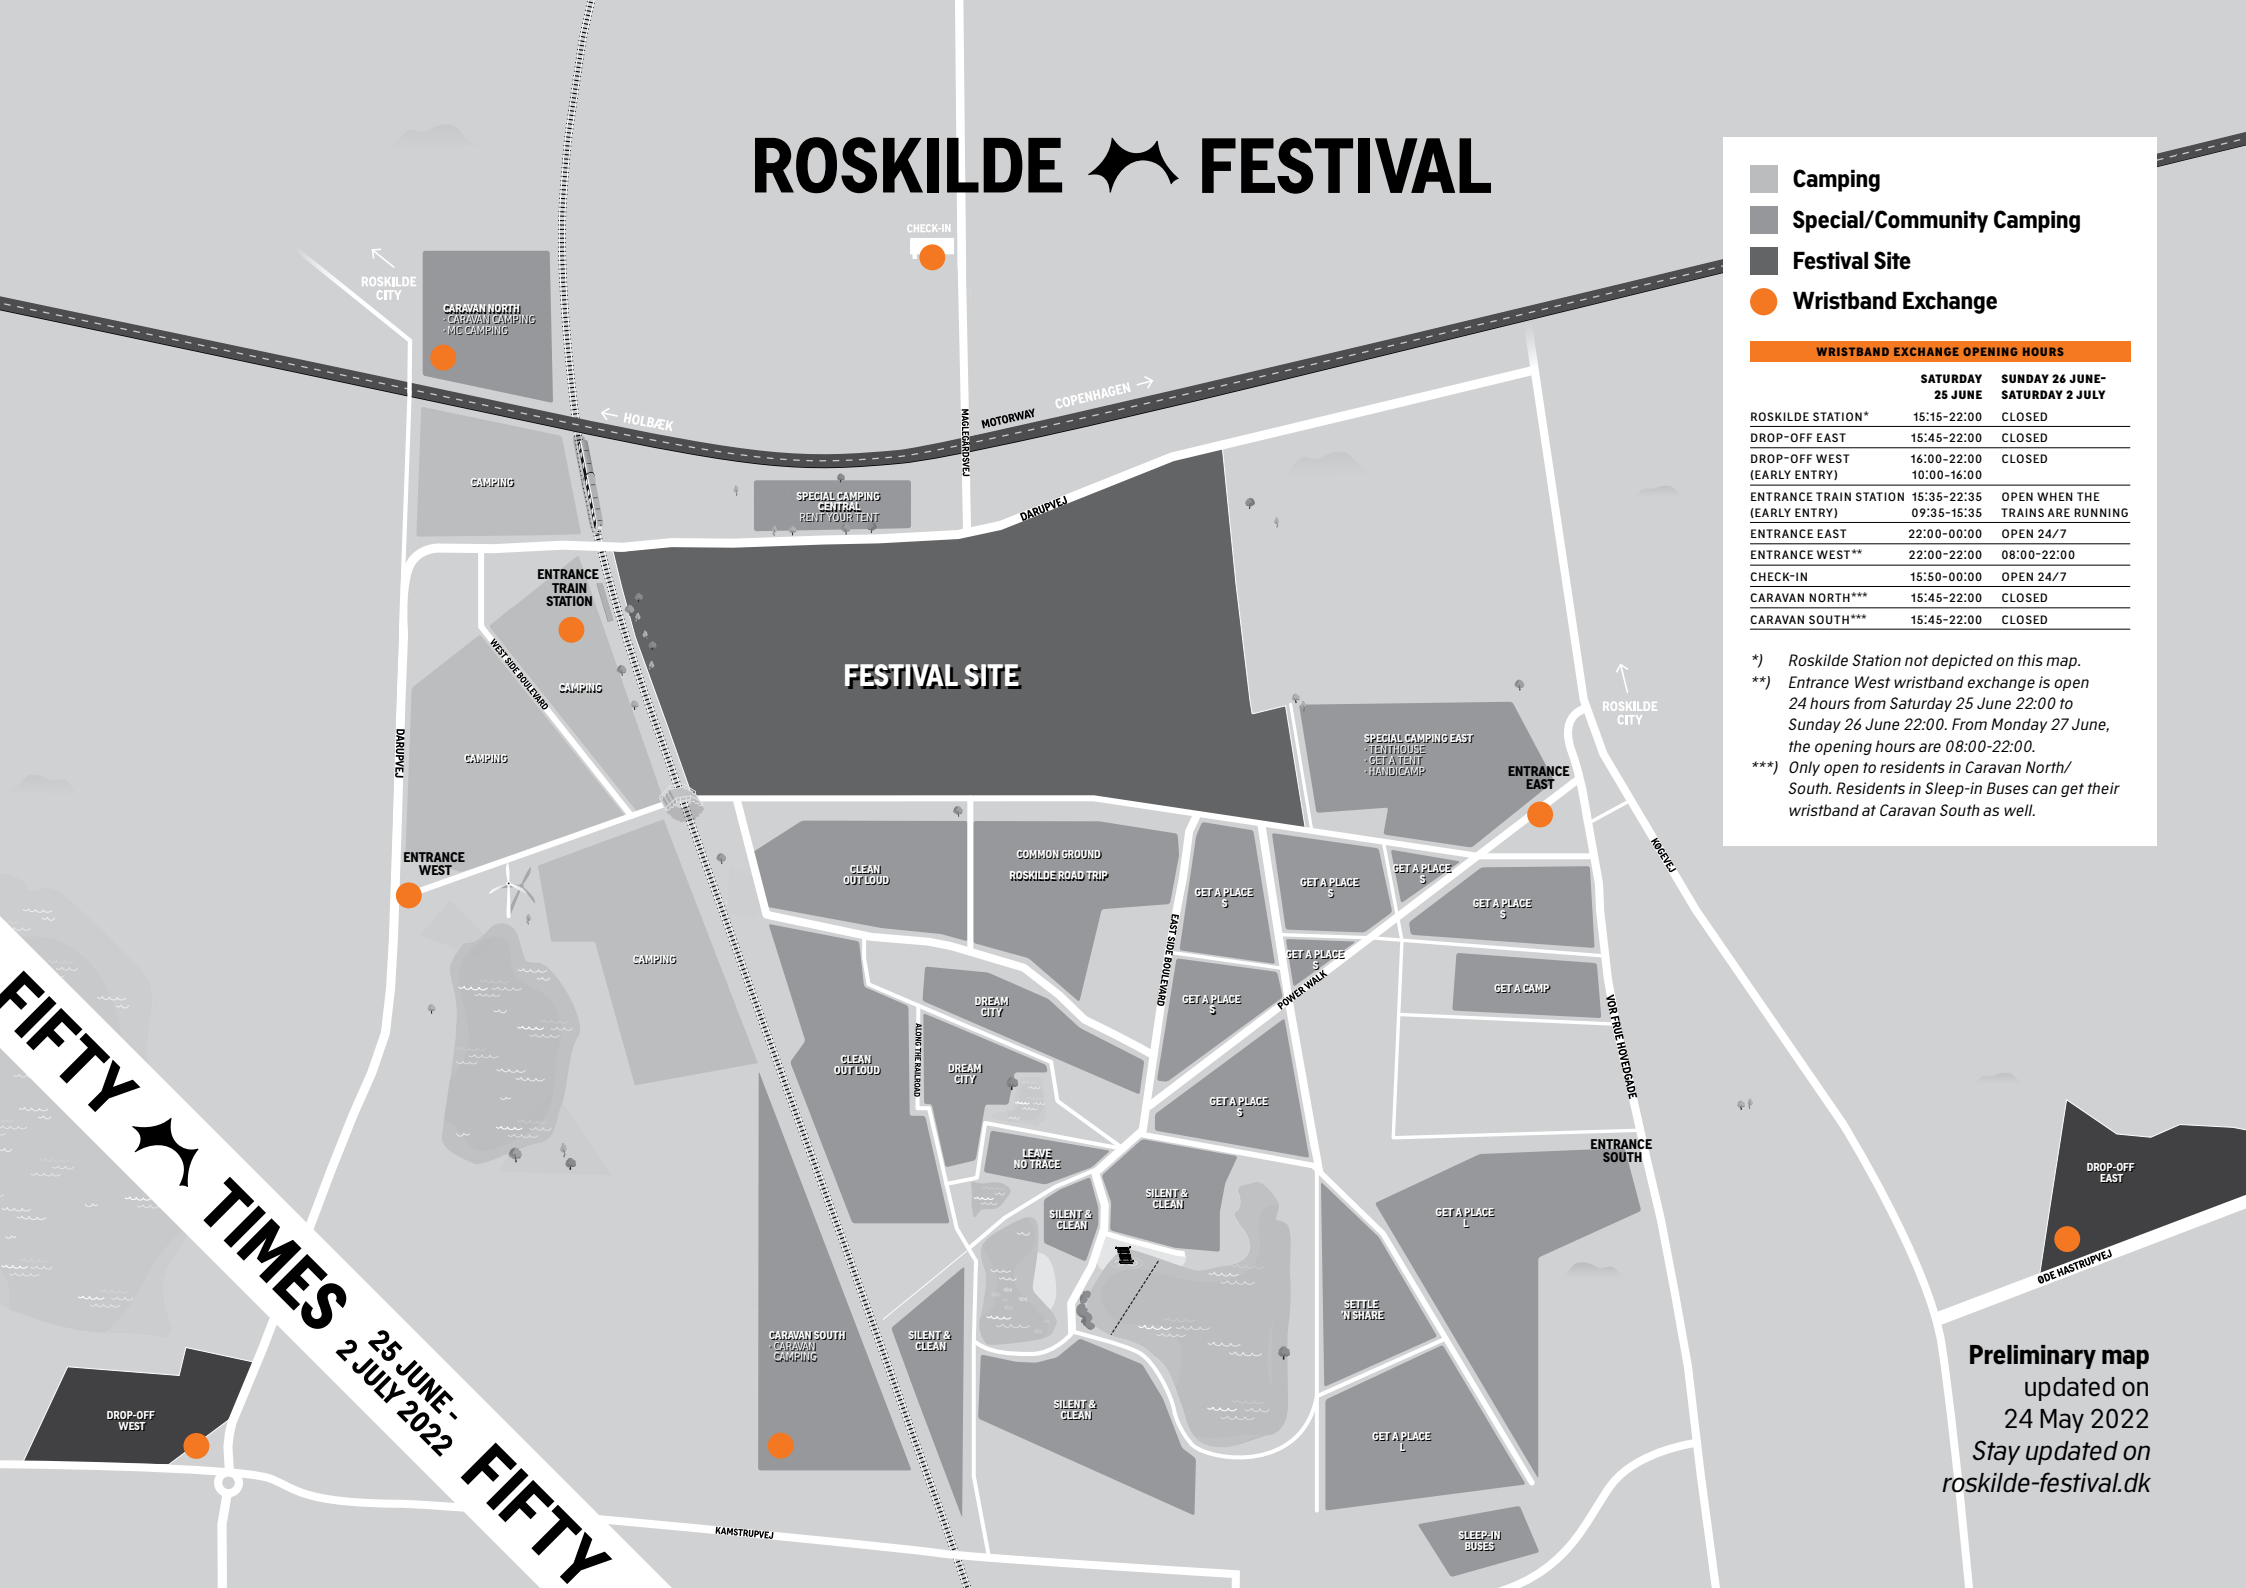 ROSKILDE FESTIVAL
CHECK-IN
ROSKILDE
CITY
CARAVAN NORTH
· CARAVAN CAMPING
· MC CAMPING
← HOLBÆK
COPENHAGEN →
MOTORWAY
MAGLEGÅRDSVEJ
CAMPING
SPECIAL CAMPING
CENTRAL
RENT YOUR TENT
DARUPVEJ
ENTRANCE
TRAIN
STATION
WEST SIDE BOULEVARD
CAMPING
FESTIVAL SITE
DARUPVEJ
CAMPING
ENTRANCE
WEST
CAMPING
SPECIAL CAMPING EAST
· TENTHOUSE
· GET A TENT
· HANDICAMP
ENTRANCE
EAST
ROSKILDE
CITY
KØGEVEJ
CLEAN
OUT LOUD
COMMON GROUND
ROSKILDE ROAD TRIP
GET A PLACE
S
GET A PLACE
S
GET A PLACE
S
GET A PLACE
S
GET A PLACE
S
EAST SIDE BOULEVARD
POWER WALK
GET A PLACE
S
GET A CAMP
VOR FRUE HOVEDGADE
DREAM
CITY
ALONG THE RAILROAD
CLEAN
OUT LOUD
DREAM
CITY
GET A PLACE
S
ENTRANCE
SOUTH
LEAVE
NO TRACE
SILENT &
CLEAN
SILENT &
CLEAN
GET A PLACE
L
SETTLE
'N SHARE
CARAVAN SOUTH
· CARAVAN
CAMPING
SILENT &
CLEAN
SILENT &
CLEAN
GET A PLACE
L
SLEEP-IN
BUSES
KAMSTRUPVEJ
DROP-OFF
WEST
DROP-OFF
EAST
ØDE HASTRUPVEJ
FIFTY TIMES
25 JUNE -
2 JULY 2022
FIFTY
Camping
Special/Community Camping
Festival Site
Wristband Exchange
WRISTBAND EXCHANGE OPENING HOURS
SATURDAY SUNDAY 26 JUNE-
25 JUNE SATURDAY 2 JULY
ROSKILDE STATION* 15:15-22:00 CLOSED
DROP-OFF EAST 15:45-22:00 CLOSED
DROP-OFF WEST 16:00-22:00 CLOSED
(EARLY ENTRY) 10:00-16:00
ENTRANCE TRAIN STATION 15:35-22:35 OPEN WHEN THE
(EARLY ENTRY) 09:35-15:35 TRAINS ARE RUNNING
ENTRANCE EAST 22:00-00:00 OPEN 24/7
ENTRANCE WEST** 22:00-22:00 08:00-22:00
CHECK-IN 15:50-00:00 OPEN 24/7
CARAVAN NORTH*** 15:45-22:00 CLOSED
CARAVAN SOUTH*** 15:45-22:00 CLOSED
*) Roskilde Station not depicted on this map.
**) Entrance West wristband exchange is open
24 hours from Saturday 25 June 22:00 to
Sunday 26 June 22:00. From Monday 27 June,
the opening hours are 08:00-22:00.
***) Only open to residents in Caravan North/
South. Residents in Sleep-in Buses can get their
wristband at Caravan South as well.
Preliminary map
updated on
24 May 2022
Stay updated on
roskilde-festival.dk